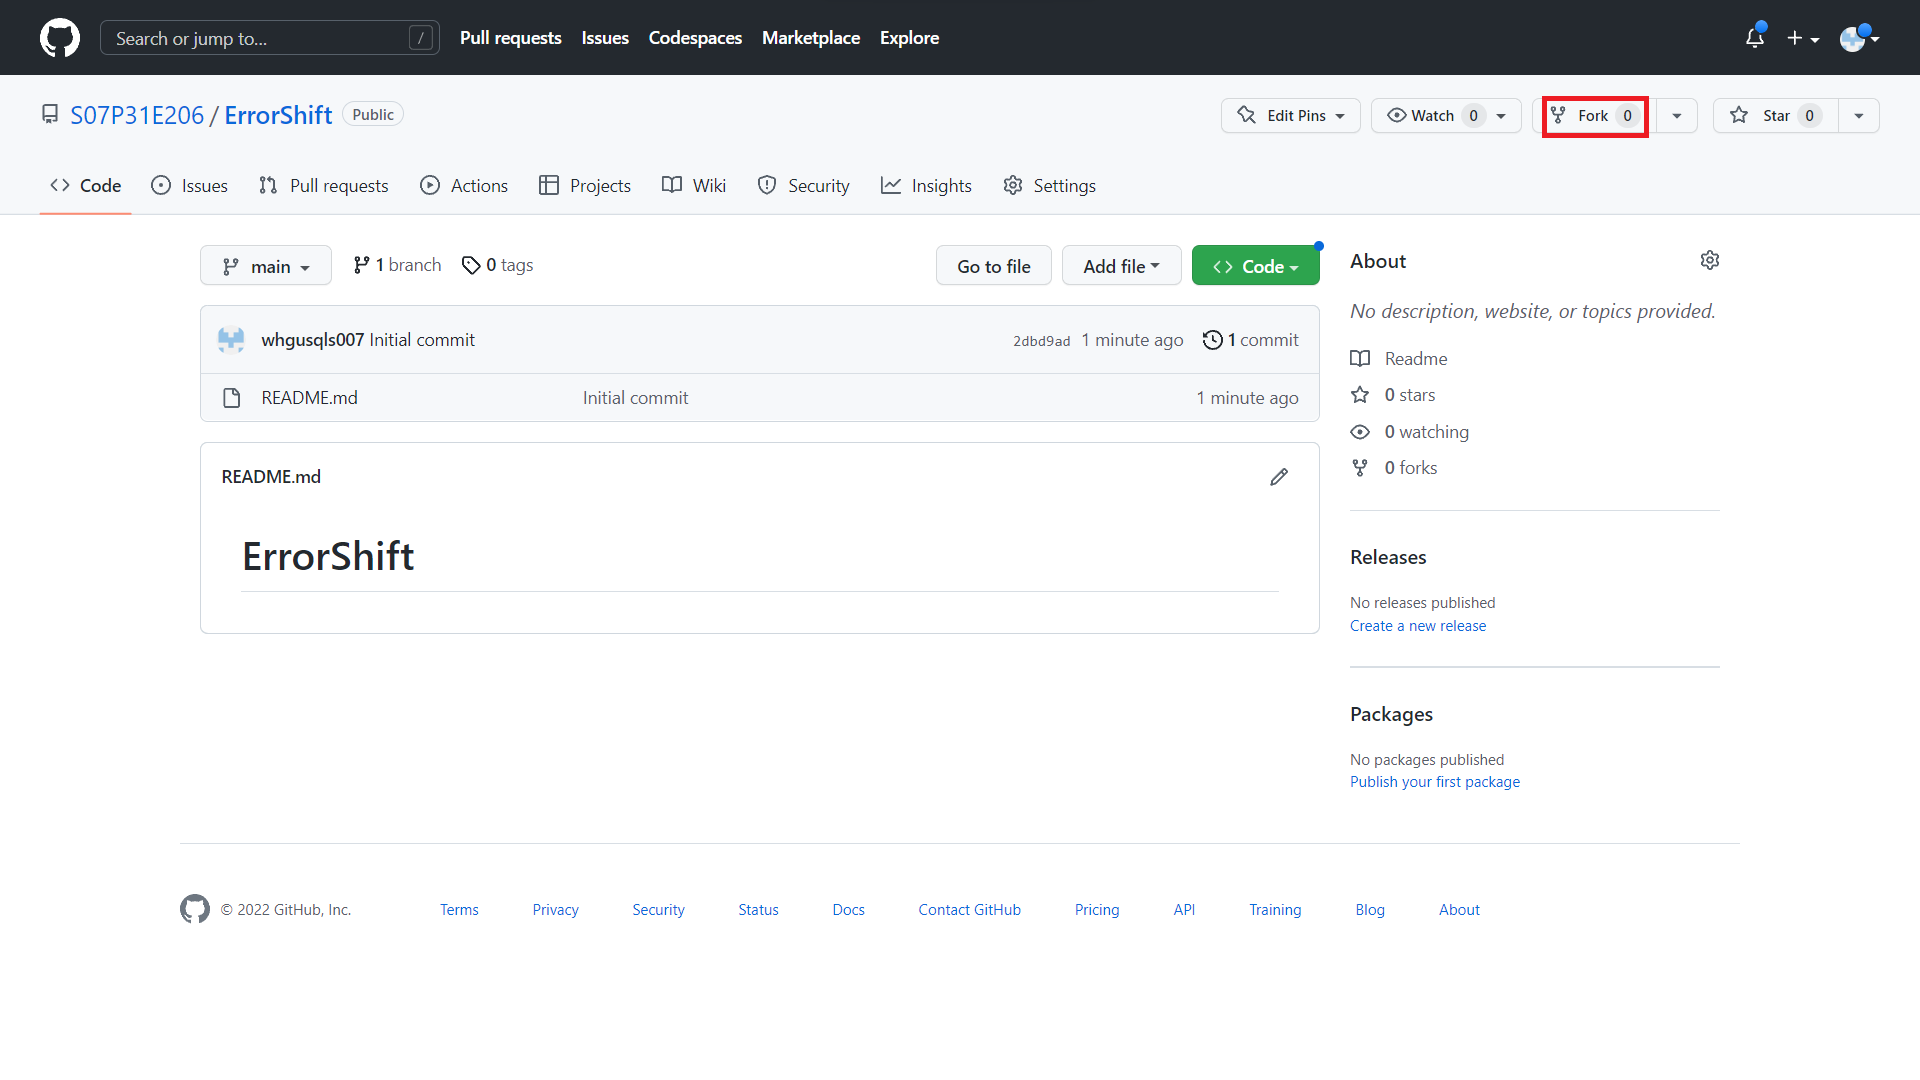 Search or jump to... /
Pull requests Issues Codespaces Marketplace Explore
S07P31E206 / ErrorShift Public
Edit Pins Watch 0 Fork 0 Star 0
Code Issues Pull requests Actions Projects Wiki Security Insights Settings
main 1 branch 0 tags Go to file Add file Code
whgusqls007 Initial commit 2dbd9ad 1 minute ago 1 commit
README.md Initial commit 1 minute ago
README.md
ErrorShift
About
No description, website, or topics provided.
Readme
0 stars
0 watching
0 forks
Releases
No releases published
Create a new release
Packages
No packages published
Publish your first package
© 2022 GitHub, Inc. Terms Privacy Security Status Docs Contact GitHub Pricing API Training Blog About